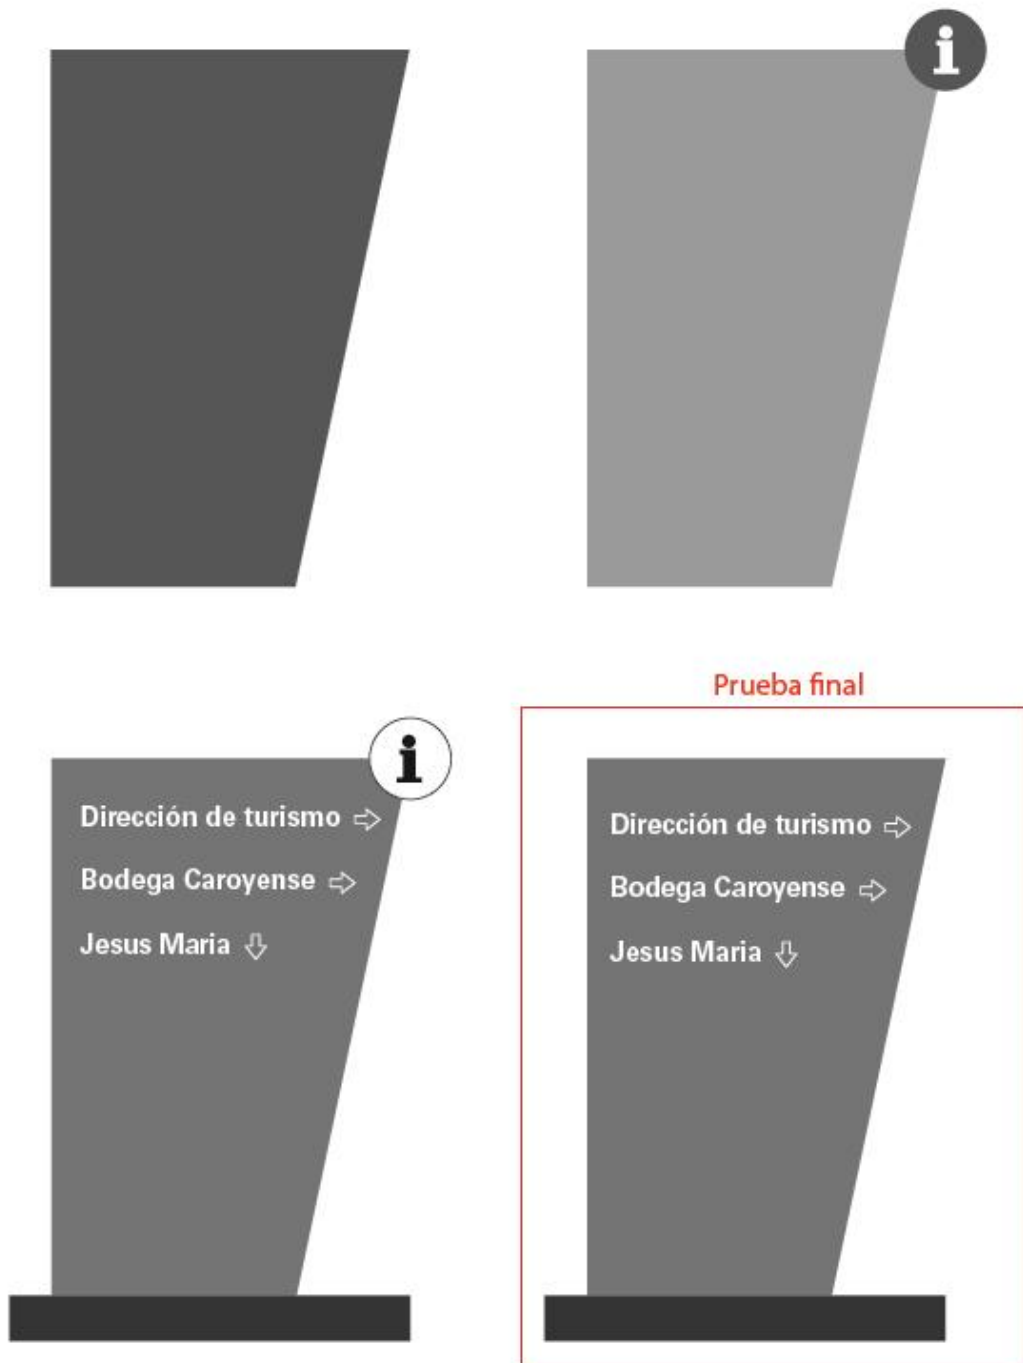 i
Prueba final
i
Dirección de turismo ⇨
Bodega Caroyense ⇨
Jesus Maria ⇩
Dirección de turismo ⇨
Bodega Caroyense ⇨
Jesus Maria ⇩